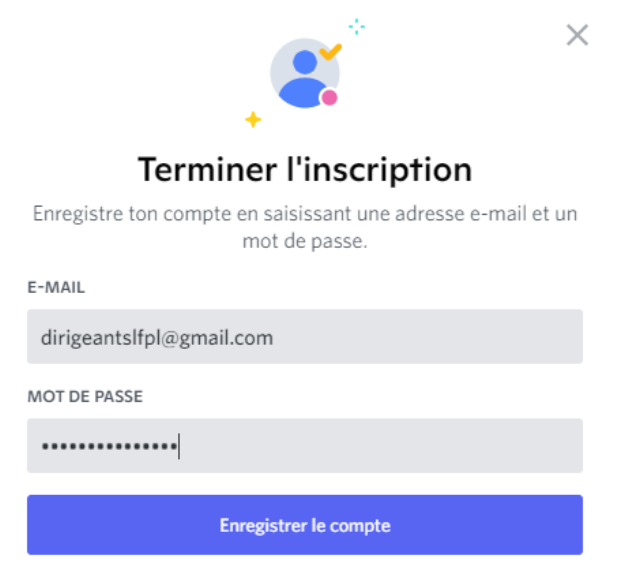 Terminer l'inscription
Enregistre ton compte en saisissant une adresse e-mail et un
mot de passe.
E-MAIL
dirigeantslfpl@gmail.com
MOT DE PASSE
•••••••••••••••
Enregistrer le compte